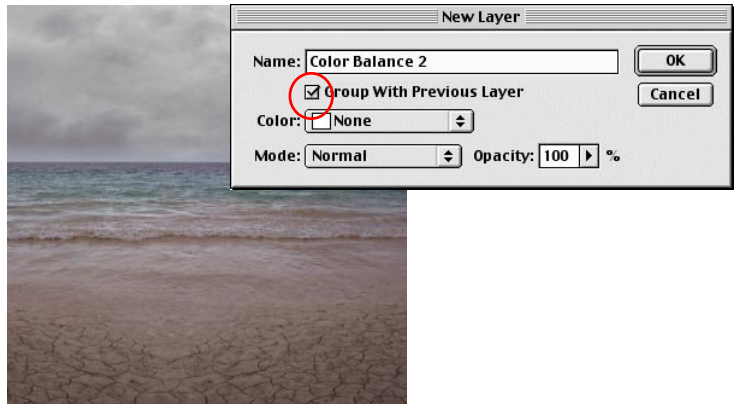 New Layer
Name: Color Balance 2
OK
Group With Previous Layer
Cancel
Color: None
Mode: Normal Opacity: 100 %